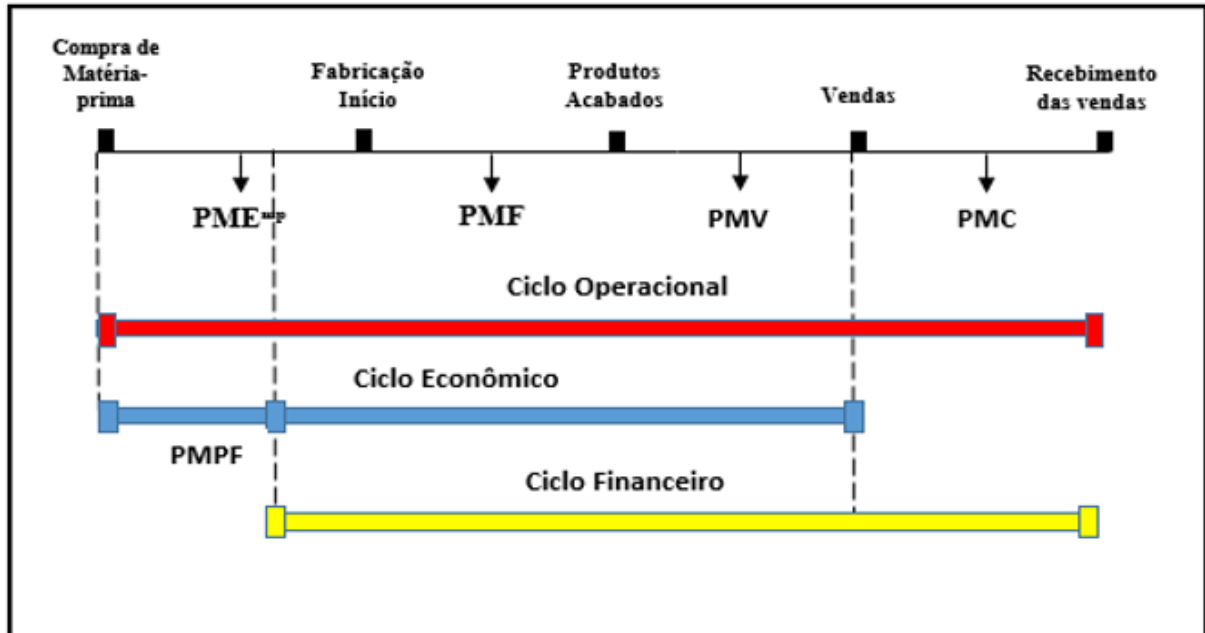 Compra de
Matéria-
prima
Fabricação
Início
Produtos
Acabados
Vendas
Recebimento
das vendas
PME
PMF
PMV
PMC
Ciclo Operacional
Ciclo Econômico
PMPF
Ciclo Financeiro